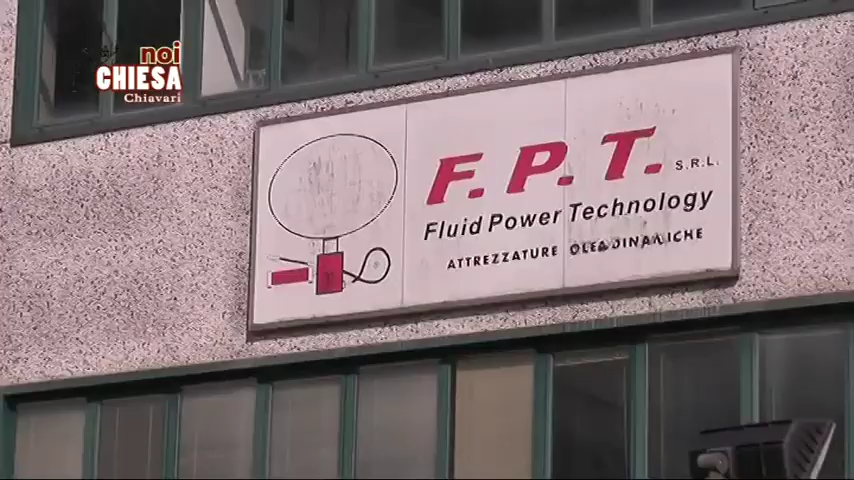 noi
CHIESA
Chiavari
F.P.T. S.R.L.
Fluid Power Technology
ATTREZZATURE OLEODINAMICHE